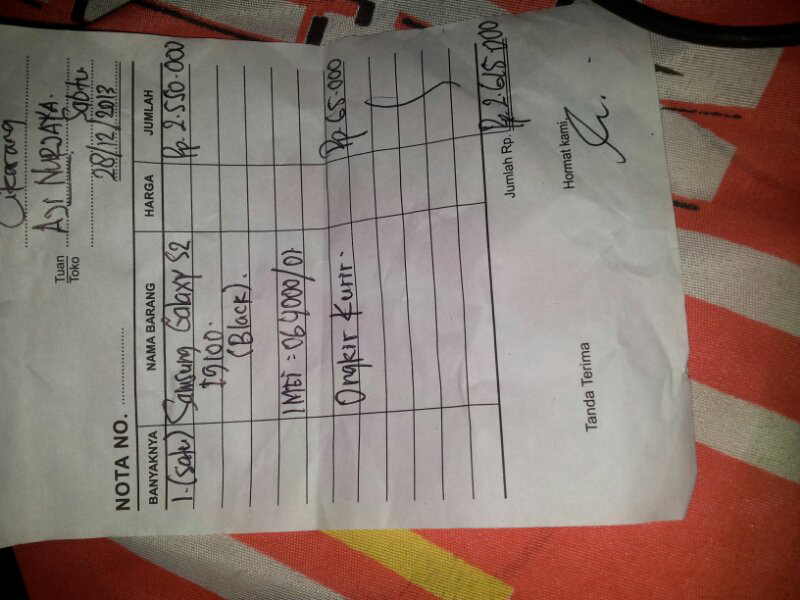 Cikarang
Sabtu. 28/12/2013
Tuan
Toko
AJI NURJAYA.
NOTA NO.
BANYAKNYA NAMA BARANG HARGA JUMLAH
1. (satu) Samsung Galaxy S2 Rp 2.550.000
I9100.
(Black).
IMEI = 064000/01
Ongkir Kurir. Rp 65.000
Jumlah Rp. Rp 2.615.000
Tanda Terima Hormat kami,